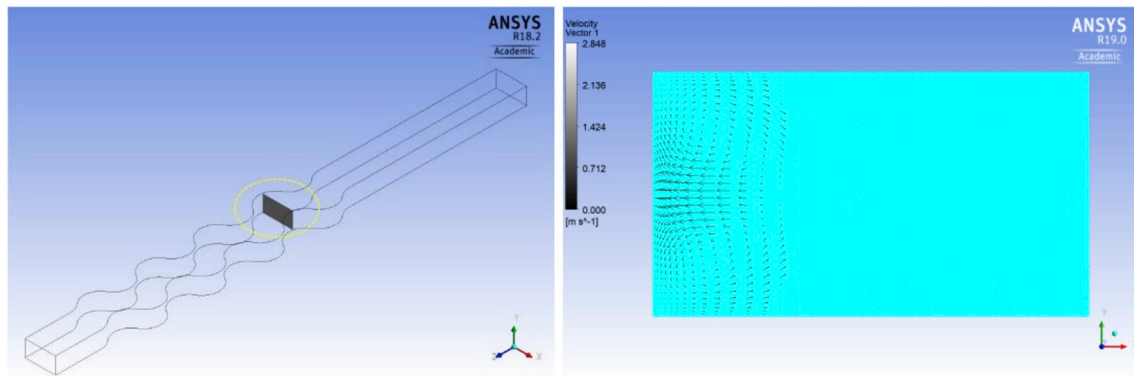 ANSYS
R18.2
Academic
Y
Z
X
Velocity
Vector 1
2.848
2.136
1.424
0.712
0.000
[m s^-1]
ANSYS
R19.0
Academic
Y